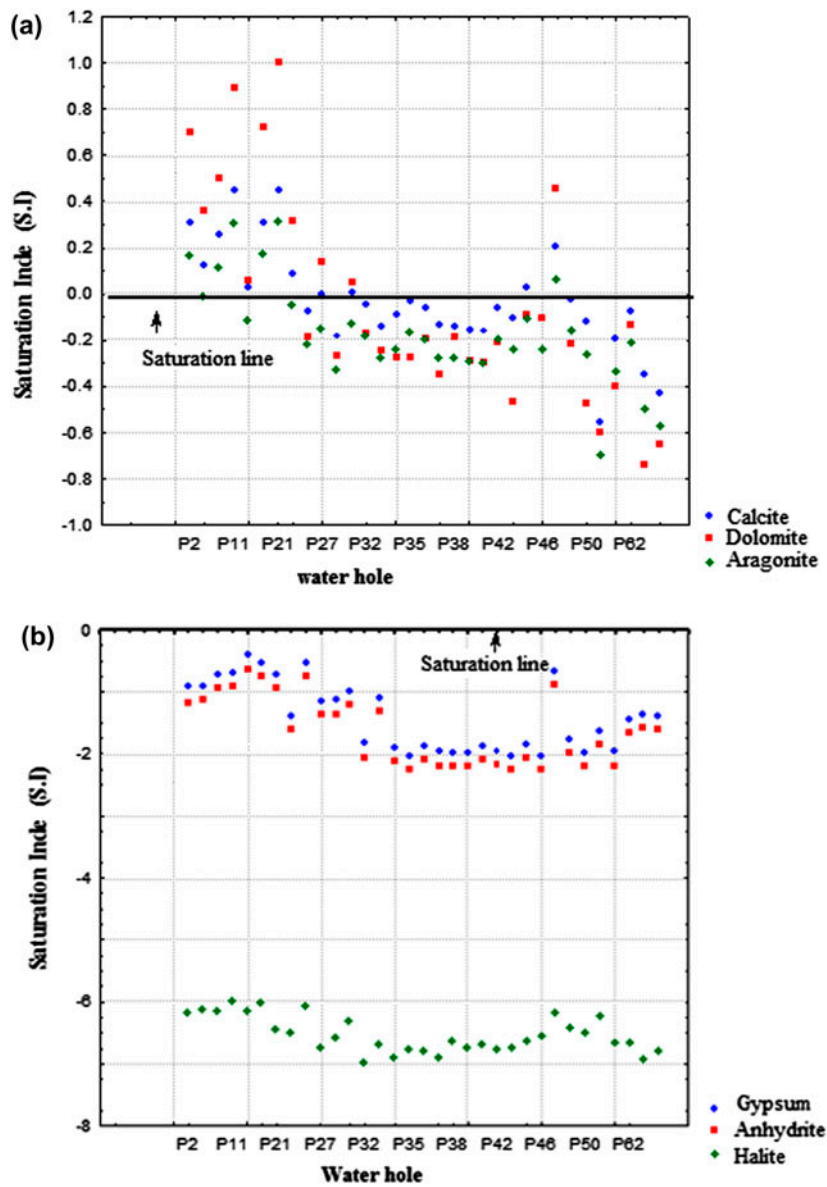 (a)
1.2
1.0
0.8
0.6
0.4
0.2
0.0
-0.2
-0.4
-0.6
-0.8
-1.0
Saturation Inde (S.I)
Saturation line
P2 P11 P21 P27 P32 P35 P38 P42 P46 P50 P62
water hole
Calcite
Dolomite
Aragonite
(b)
0
-2
-4
-6
-8
Saturation Inde (S.I)
Saturation line
P2 P11 P21 P27 P32 P35 P38 P42 P46 P50 P62
Water hole
Gypsum
Anhydrite
Halite